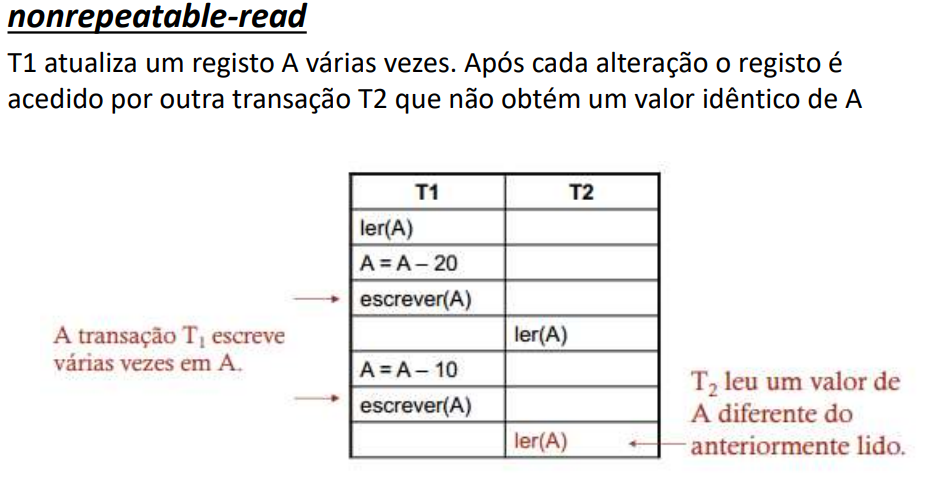 nonrepeatable-read
T1 atualiza um registo A várias vezes. Após cada alteração o registo é
acedido por outra transação T2 que não obtém um valor idêntico de A
T1 T2
ler(A)
A = A – 20
escrever(A)
A transação T₁ escreve
várias vezes em A.
ler(A)
A = A – 10
escrever(A)
ler(A)
T₂ leu um valor de
A diferente do
anteriormente lido.